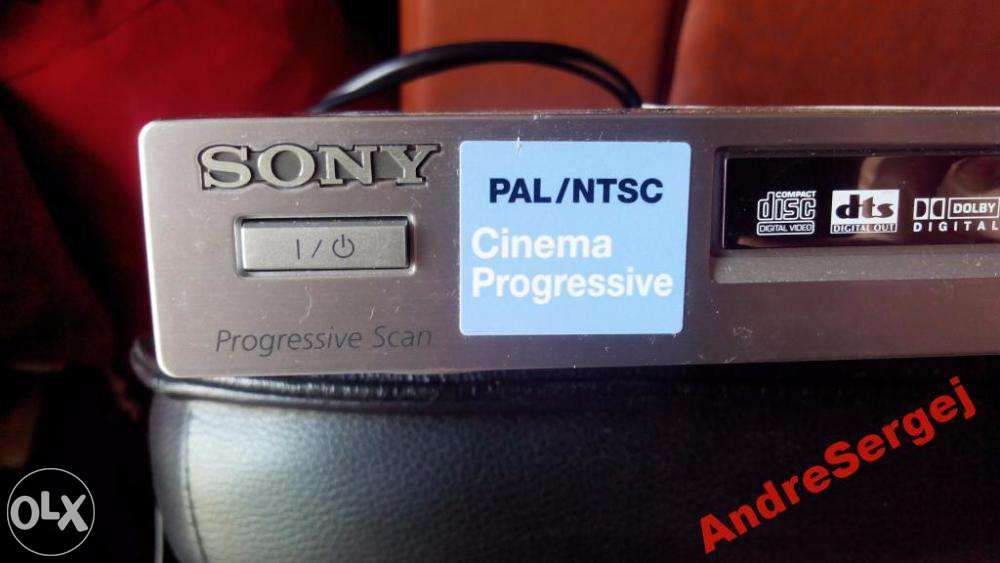 SONY
I/⏻
Progressive Scan
PAL/NTSC
Cinema
Progressive
COMPACT
disc
DIGITAL VIDEO
dts
DIGITAL OUT
DOLBY
DIGITAL
AndreSergej
OLX